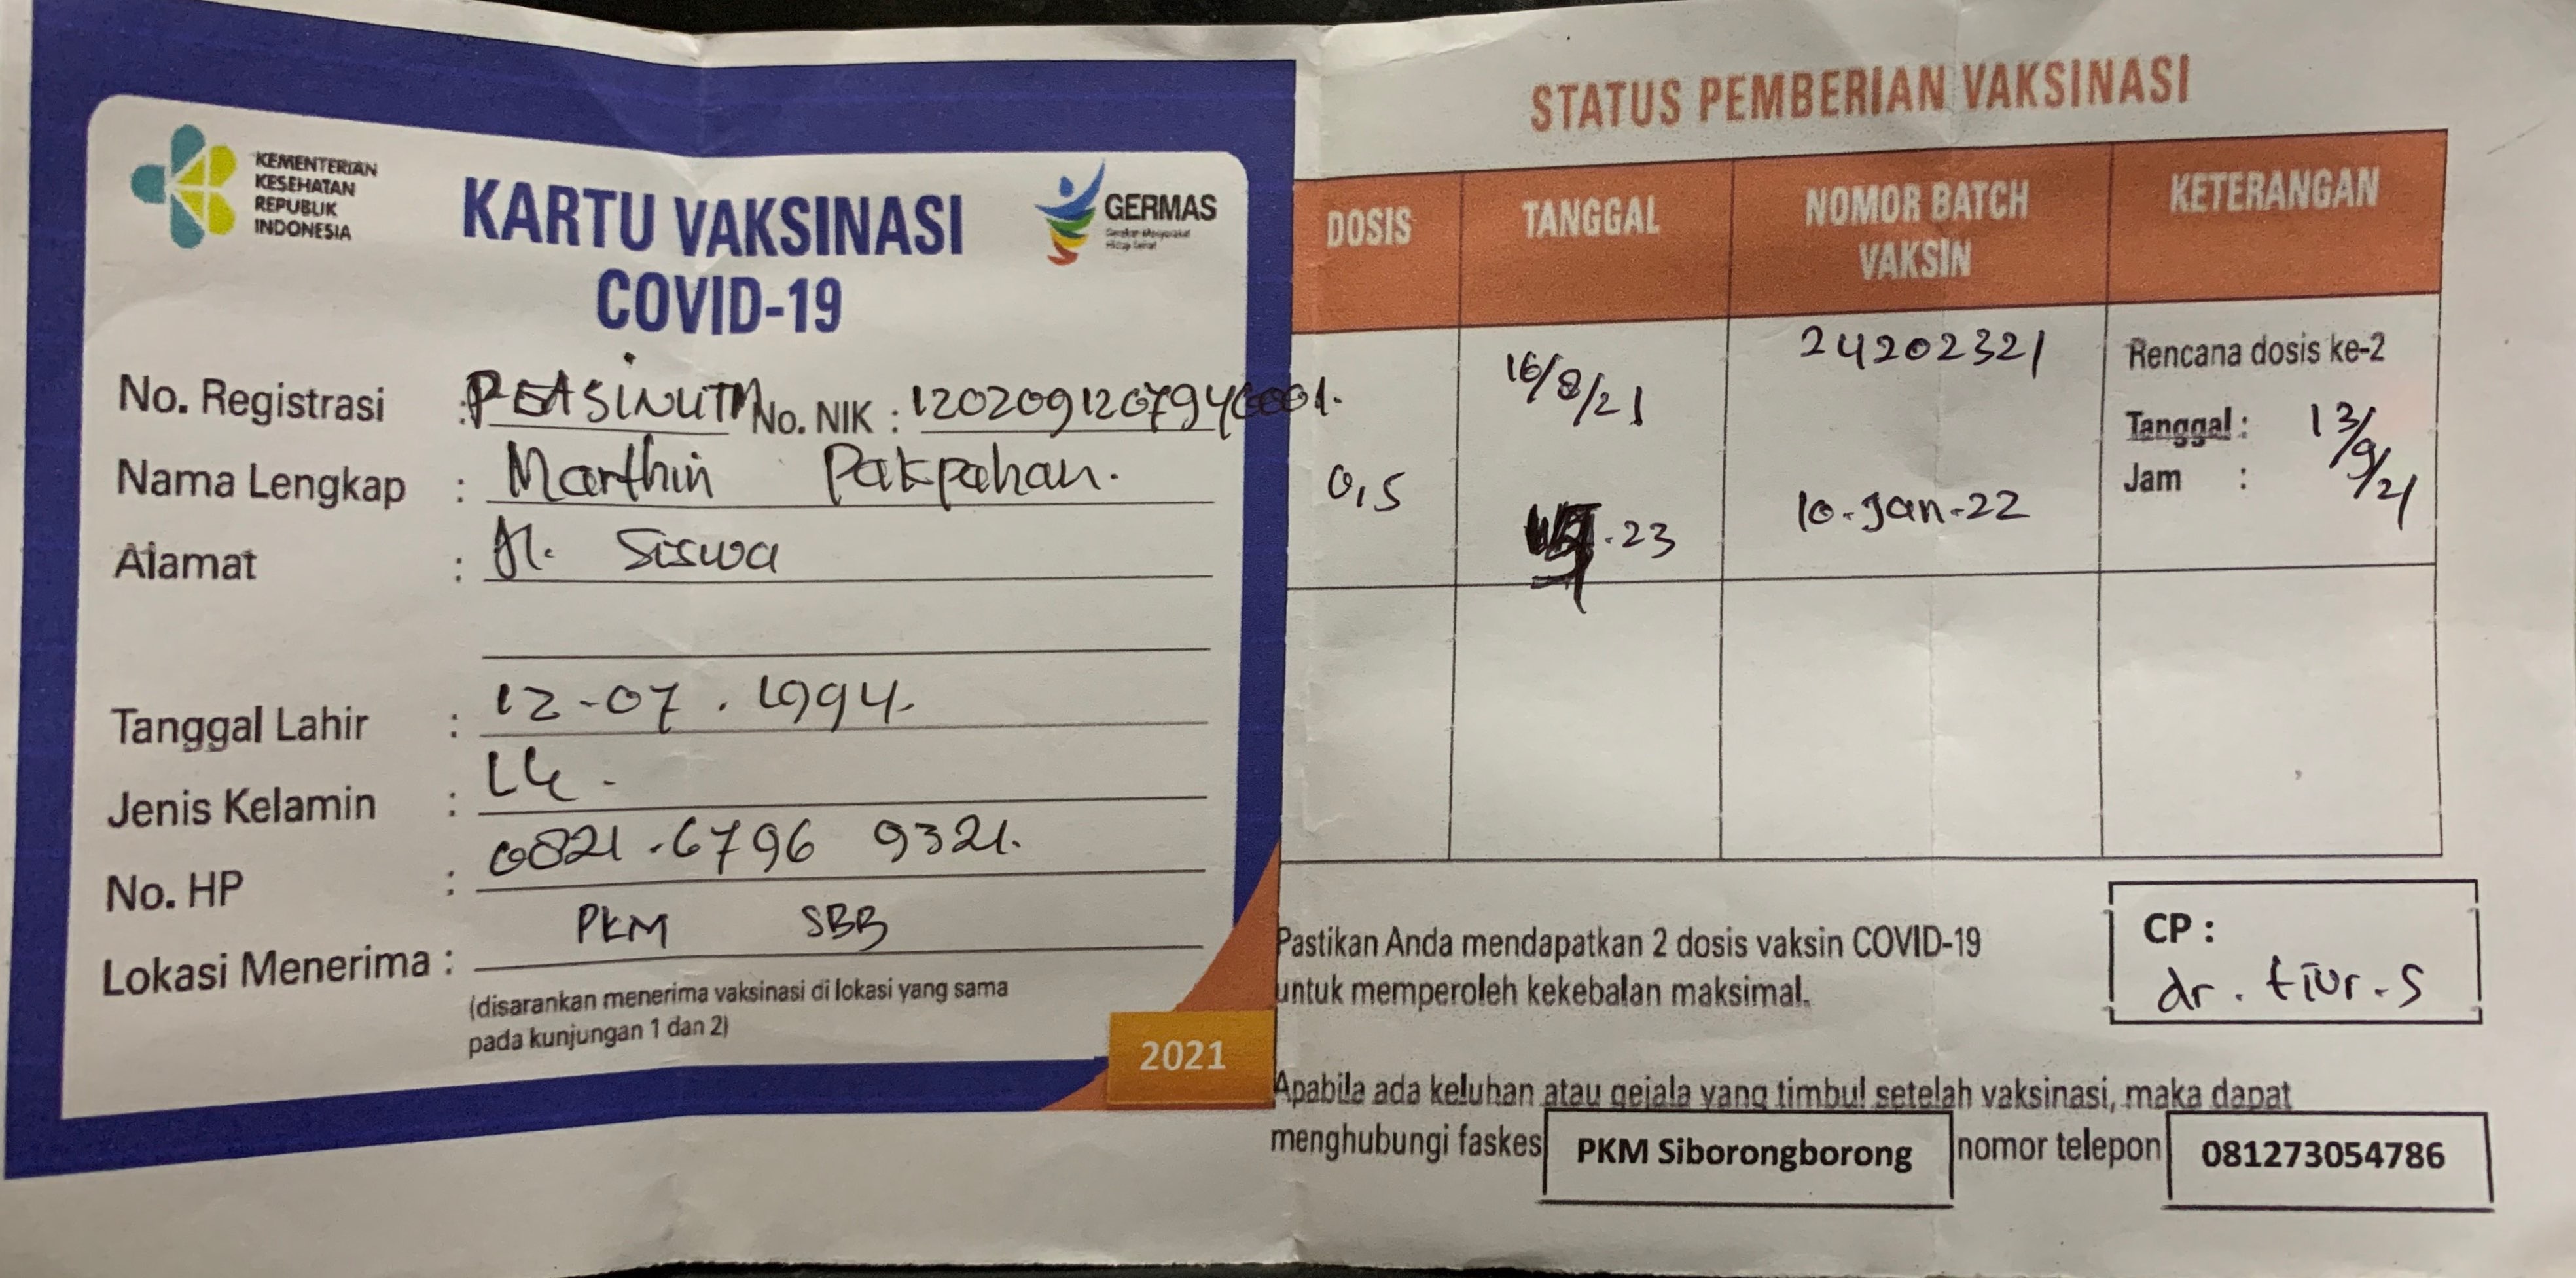 KEMENTERIAN
KESEHATAN
REPUBLIK
INDONESIA
KARTU VAKSINASI
COVID-19
GERMAS
Gerakan Masyarakat
Hidup Sehat
No. Registrasi : No. NIK :
Nama Lengkap : Marthin Pakpahan.
Alamat : Jl. Siswa
Tanggal Lahir : 12-07.1994.
Jenis Kelamin : Lk.
No. HP : 0821.6796 9321.
Lokasi Menerima : PKM SBB
(disarankan menerima vaksinasi di lokasi yang sama
pada kunjungan 1 dan 2)
2021
STATUS PEMBERIAN VAKSINASI
DOSIS TANGGAL NOMOR BATCH VAKSIN KETERANGAN
16/8/21 24202321 Rencana dosis ke-2
Tanggal : 13/9/21
0,5 .23 10-Jan-22 Jam :
Pastikan Anda mendapatkan 2 dosis vaksin COVID-19
untuk memperoleh kekebalan maksimal.
CP :
dr. tiur.s
Apabila ada keluhan atau gejala yang timbul setelah vaksinasi, maka dapat
menghubungi faskes PKM Siborongborong nomor telepon 081273054786